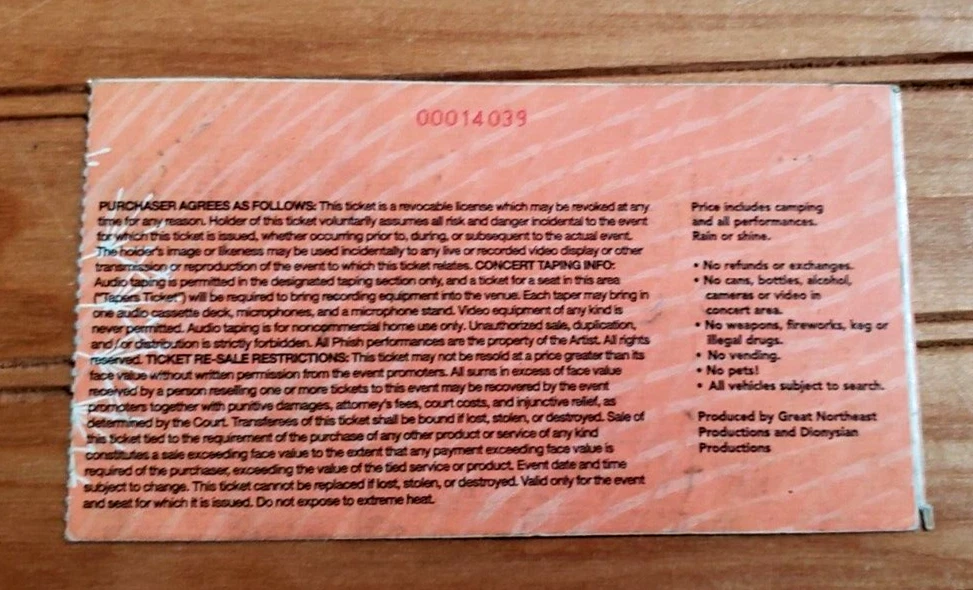 00014039
PURCHASER AGREES AS FOLLOWS: This ticket is a revocable license which may be revoked at any
time for any reason. Holder of this ticket voluntarily assumes all risk and danger incidental to the event
for which this ticket is issued, whether occurring prior to, during, or subsequent to the actual event.
The holder's image or likeness may be used incidentally to any live or recorded video display or other
transmission or reproduction of the event to which this ticket relates. CONCERT TAPING INFO:
Audio taping is permitted in the designated taping section only, and a ticket for a seat in this area
("Tapers Ticket") will be required to bring recording equipment into the venue. Each taper may bring in
one audio cassette deck, microphones, and a microphone stand. Video equipment of any kind is
never permitted. Audio taping is for noncommercial home use only. Unauthorized sale, duplication,
and/or distribution is strictly forbidden. All Phish performances are the property of the Artist. All rights
reserved. TICKET RE-SALE RESTRICTIONS: This ticket may not be resold at a price greater than its
face value without written permission from the event promoters. All sums in excess of face value
received by a person reselling one or more tickets to this event may be recovered by the event
promoters together with punitive damages, attorney's fees, court costs, and injunctive relief, as
determined by the Court. Transferees of this ticket shall be bound if lost, stolen, or destroyed. Sale of
this ticket tied to the requirement of the purchase of any other product or service of any kind
constitutes a sale exceeding face value to the extent that any payment exceeding face value is
required of the purchaser, exceeding the value of the tied service or product. Event date and time
subject to change. This ticket cannot be replaced if lost, stolen, or destroyed. Valid only for the event
and seat for which it is issued. Do not expose to extreme heat.
Price includes camping
and all performances.
Rain or shine.
• No refunds or exchanges.
• No cans, bottles, alcohol,
cameras or video in
concert area.
• No weapons, fireworks, keg or
illegal drugs.
• No vending.
• No pets!
• All vehicles subject to search.
Produced by Great Northeast
Productions and Dionysian
Productions